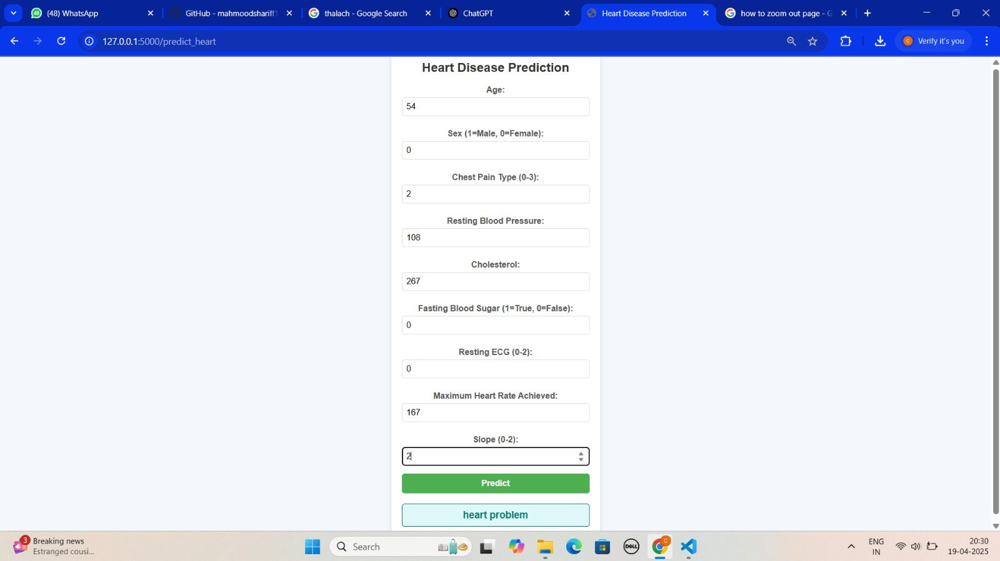 48
(48) WhatsApp
GitHub - mahmoodshariff1
thalach - Google Search
ChatGPT
Heart Disease Prediction
how to zoom out page - G
127.0.0.1:5000/predict_heart
C
Verify it's you
Heart Disease Prediction
Age:
54
Sex (1=Male, 0=Female):
0
Chest Pain Type (0-3):
2
Resting Blood Pressure:
108
Cholesterol:
267
Fasting Blood Sugar (1=True, 0=False):
0
Resting ECG (0-2):
0
Maximum Heart Rate Achieved:
167
Slope (0-2):
2
Predict
heart problem
3
Breaking news
Estranged cousi...
Search
DELL
C
ENG
IN
20:30
19-04-2025